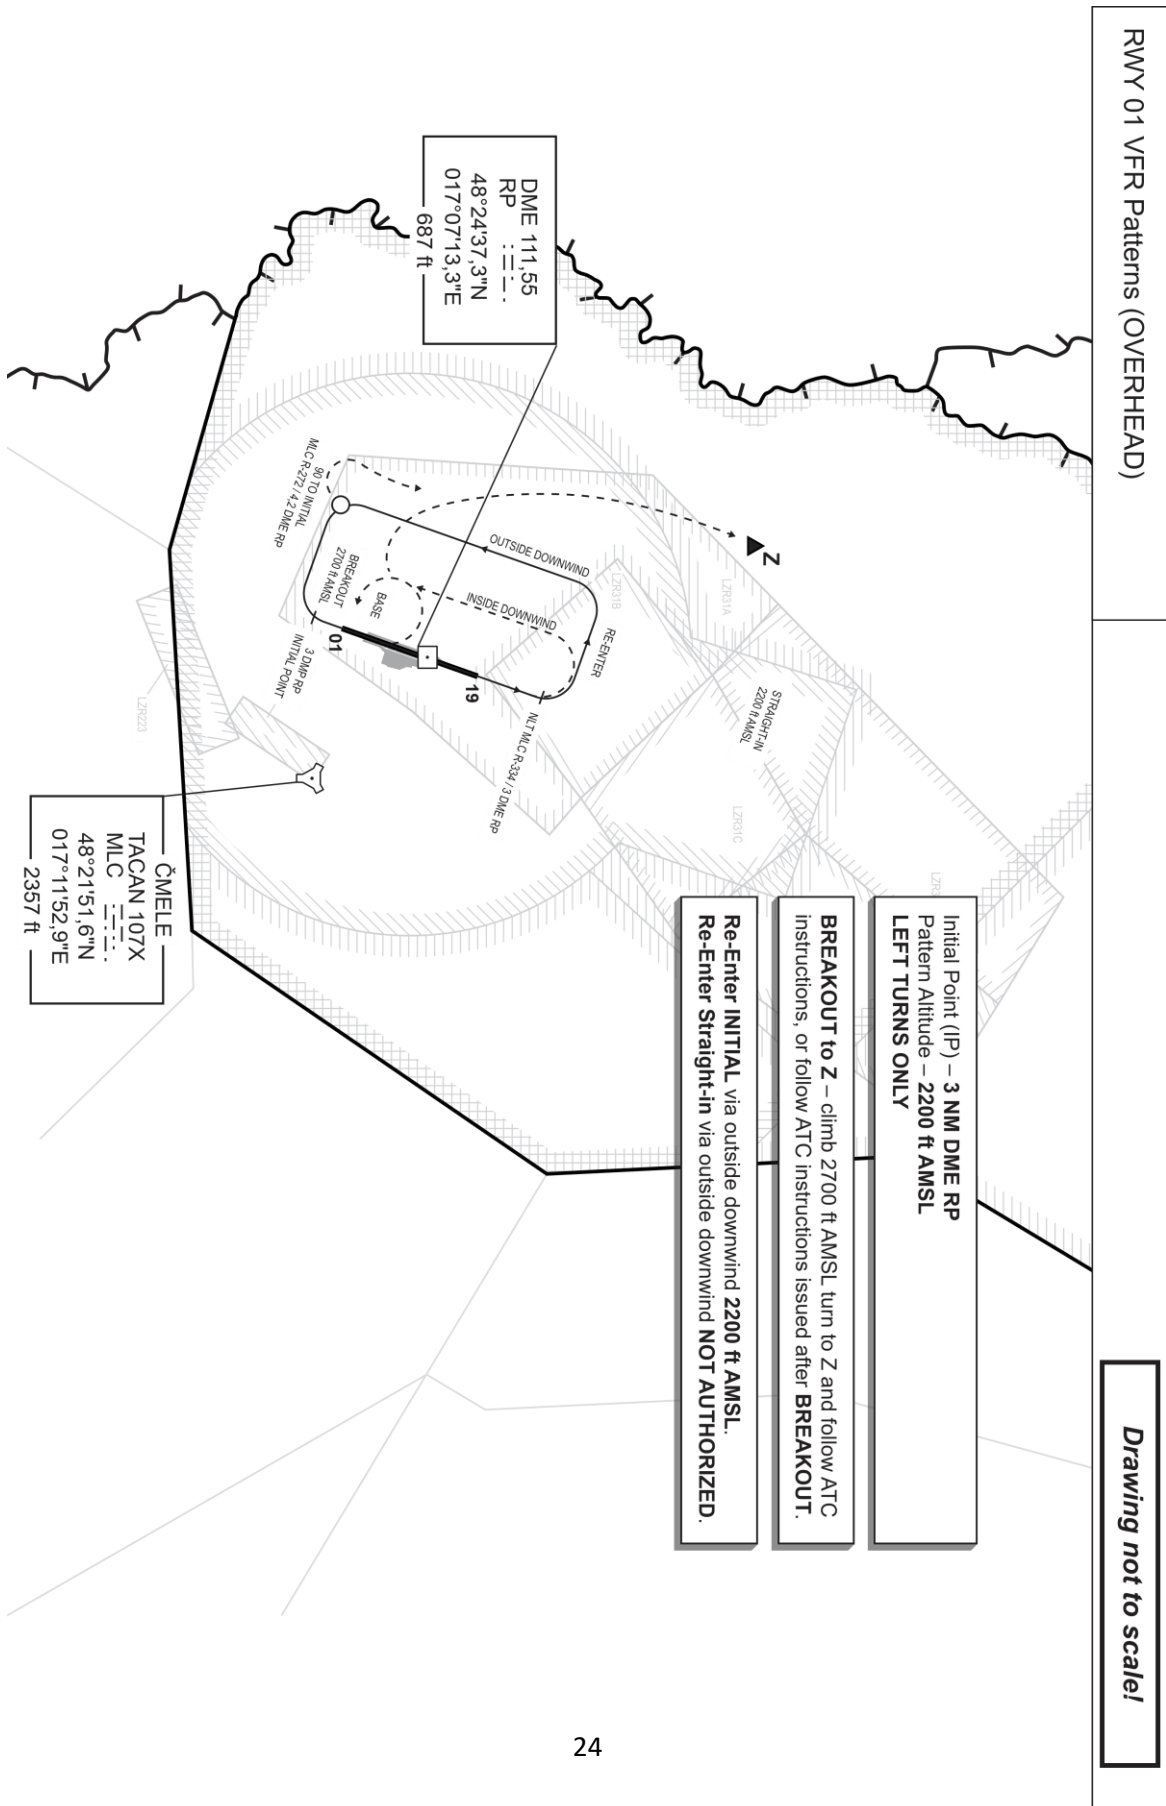 RWY 01 VFR Patterns (OVERHEAD)
Drawing not to scale!
Initial Point (IP) – 3 NM DME RP
Pattern Altitude – 2200 ft AMSL
LEFT TURNS ONLY
BREAKOUT to Z – climb 2700 ft AMSL turn to Z and follow ATC
instructions, or follow ATC instructions issued after BREAKOUT.
Re-Enter INITIAL via outside downwind 2200 ft AMSL.
Re-Enter Straight-in via outside downwind NOT AUTHORIZED.
Z
LZR31A
LZR31B
LZR31C
STRAIGHT-IN
2200 ft AMSL
RE-ENTER
OUTSIDE DOWNWIND
INSIDE DOWNWIND
NLT MLC R-334 / 3 DME RP
19
01
BASE
BREAKOUT
2700 ft AMSL
90 TO INITIAL
MLC R-272 / 4,2 DME RP
3 DMP RP
INITIAL POINT
LZR223
DME 111,55
RP
48°24'37,3"N
017°07'13,3"E
687 ft
ČMELE
TACAN 107X
MLC
48°21'51,6"N
017°11'52,9"E
2357 ft
24